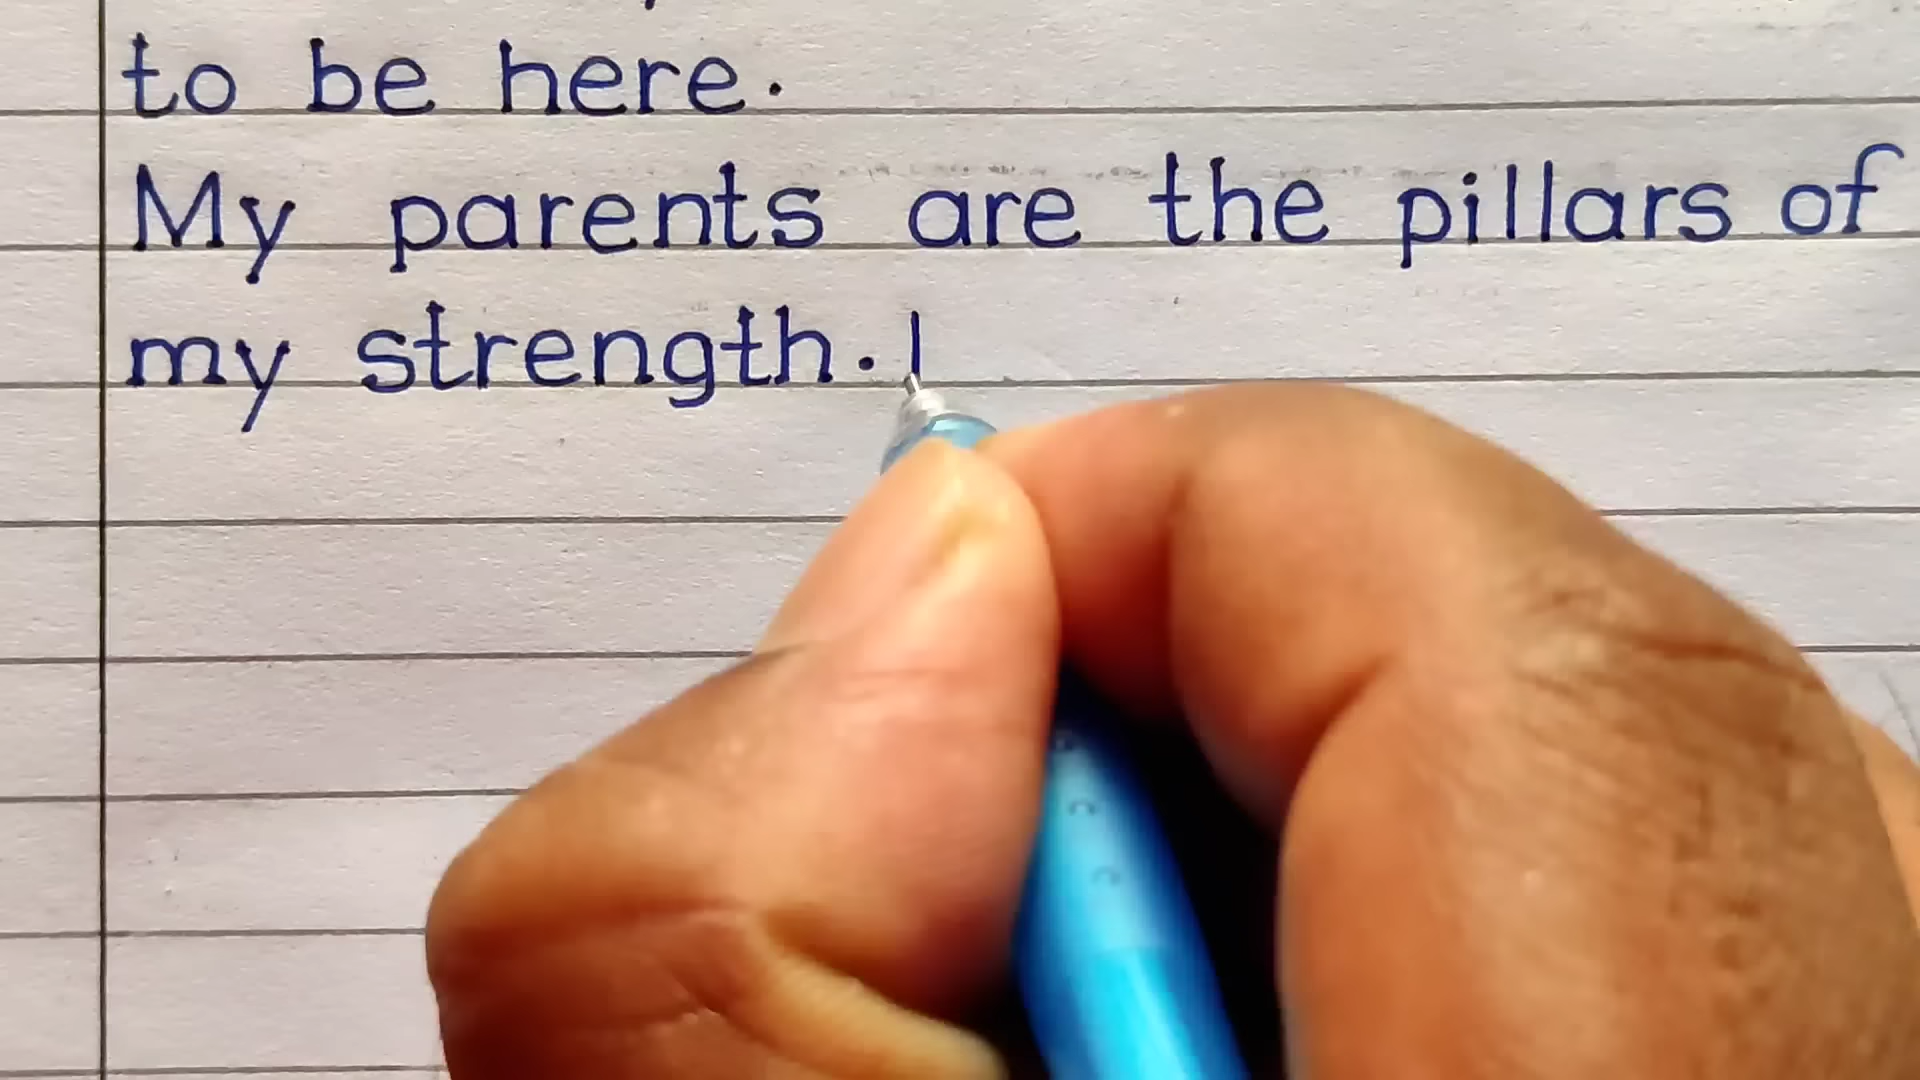 to be here.
My parents are the pillars of
my strength. I